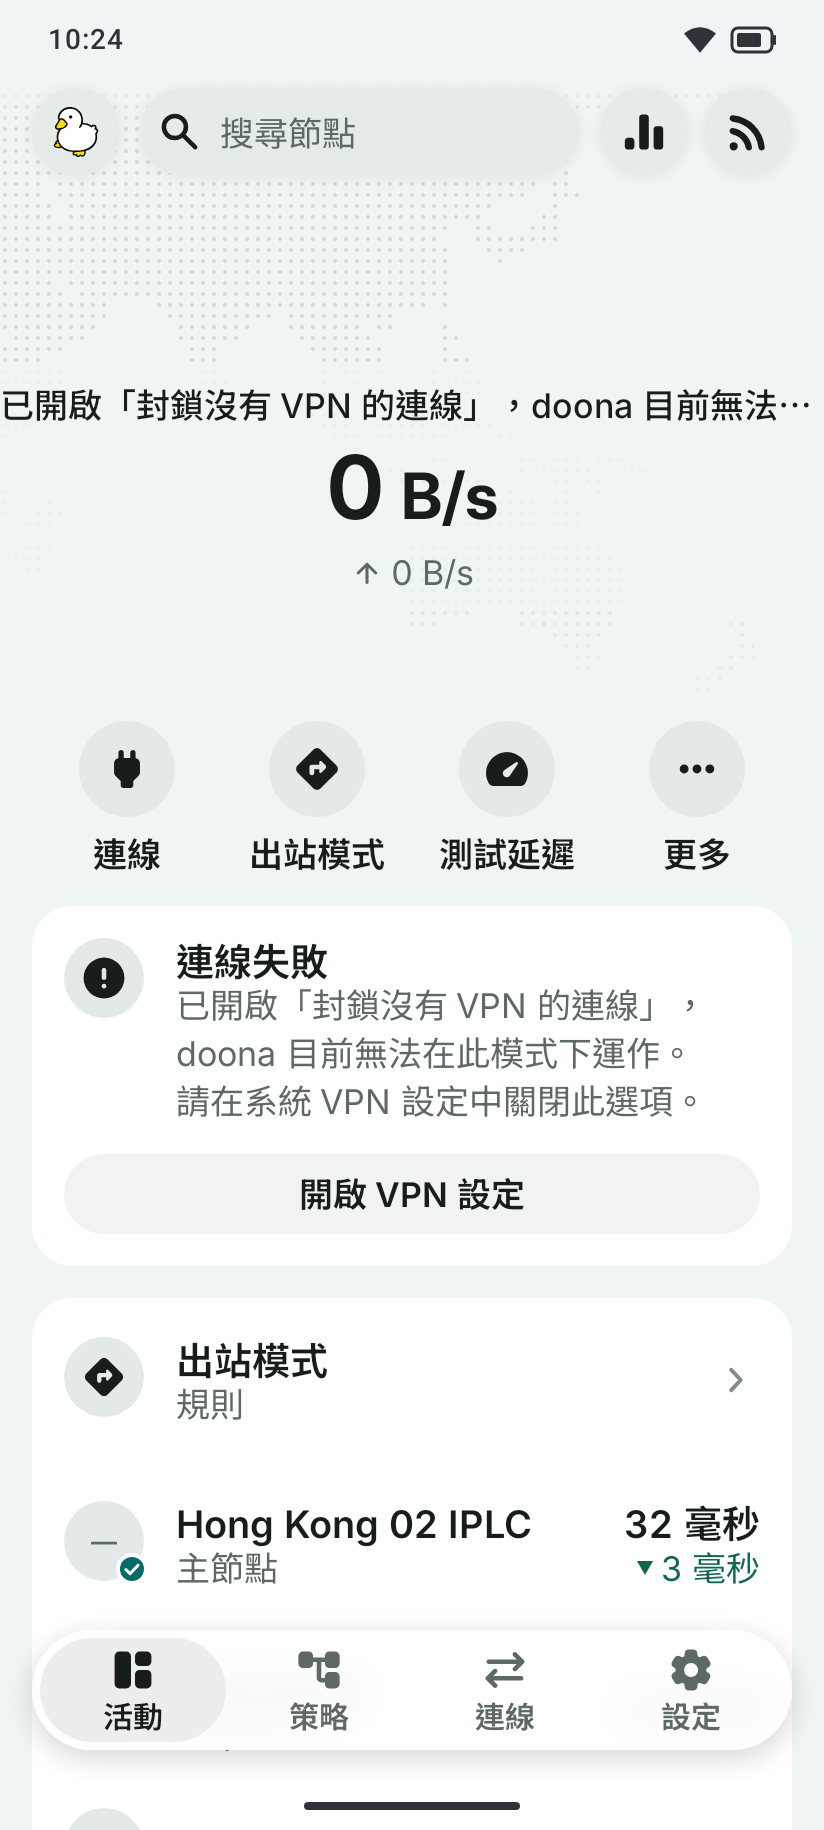 10:24
搜尋節點
已開啟「封鎖沒有 VPN 的連線」，doona 目前無法…
0 B/s
↑ 0 B/s
連線
出站模式
測試延遲
更多
連線失敗
已開啟「封鎖沒有 VPN 的連線」，
doona 目前無法在此模式下運作。
請在系統 VPN 設定中關閉此選項。
開啟 VPN 設定
出站模式
規則
Hong Kong 02 IPLC
32 毫秒
主節點
▼3 毫秒
活動
策略
連線
設定